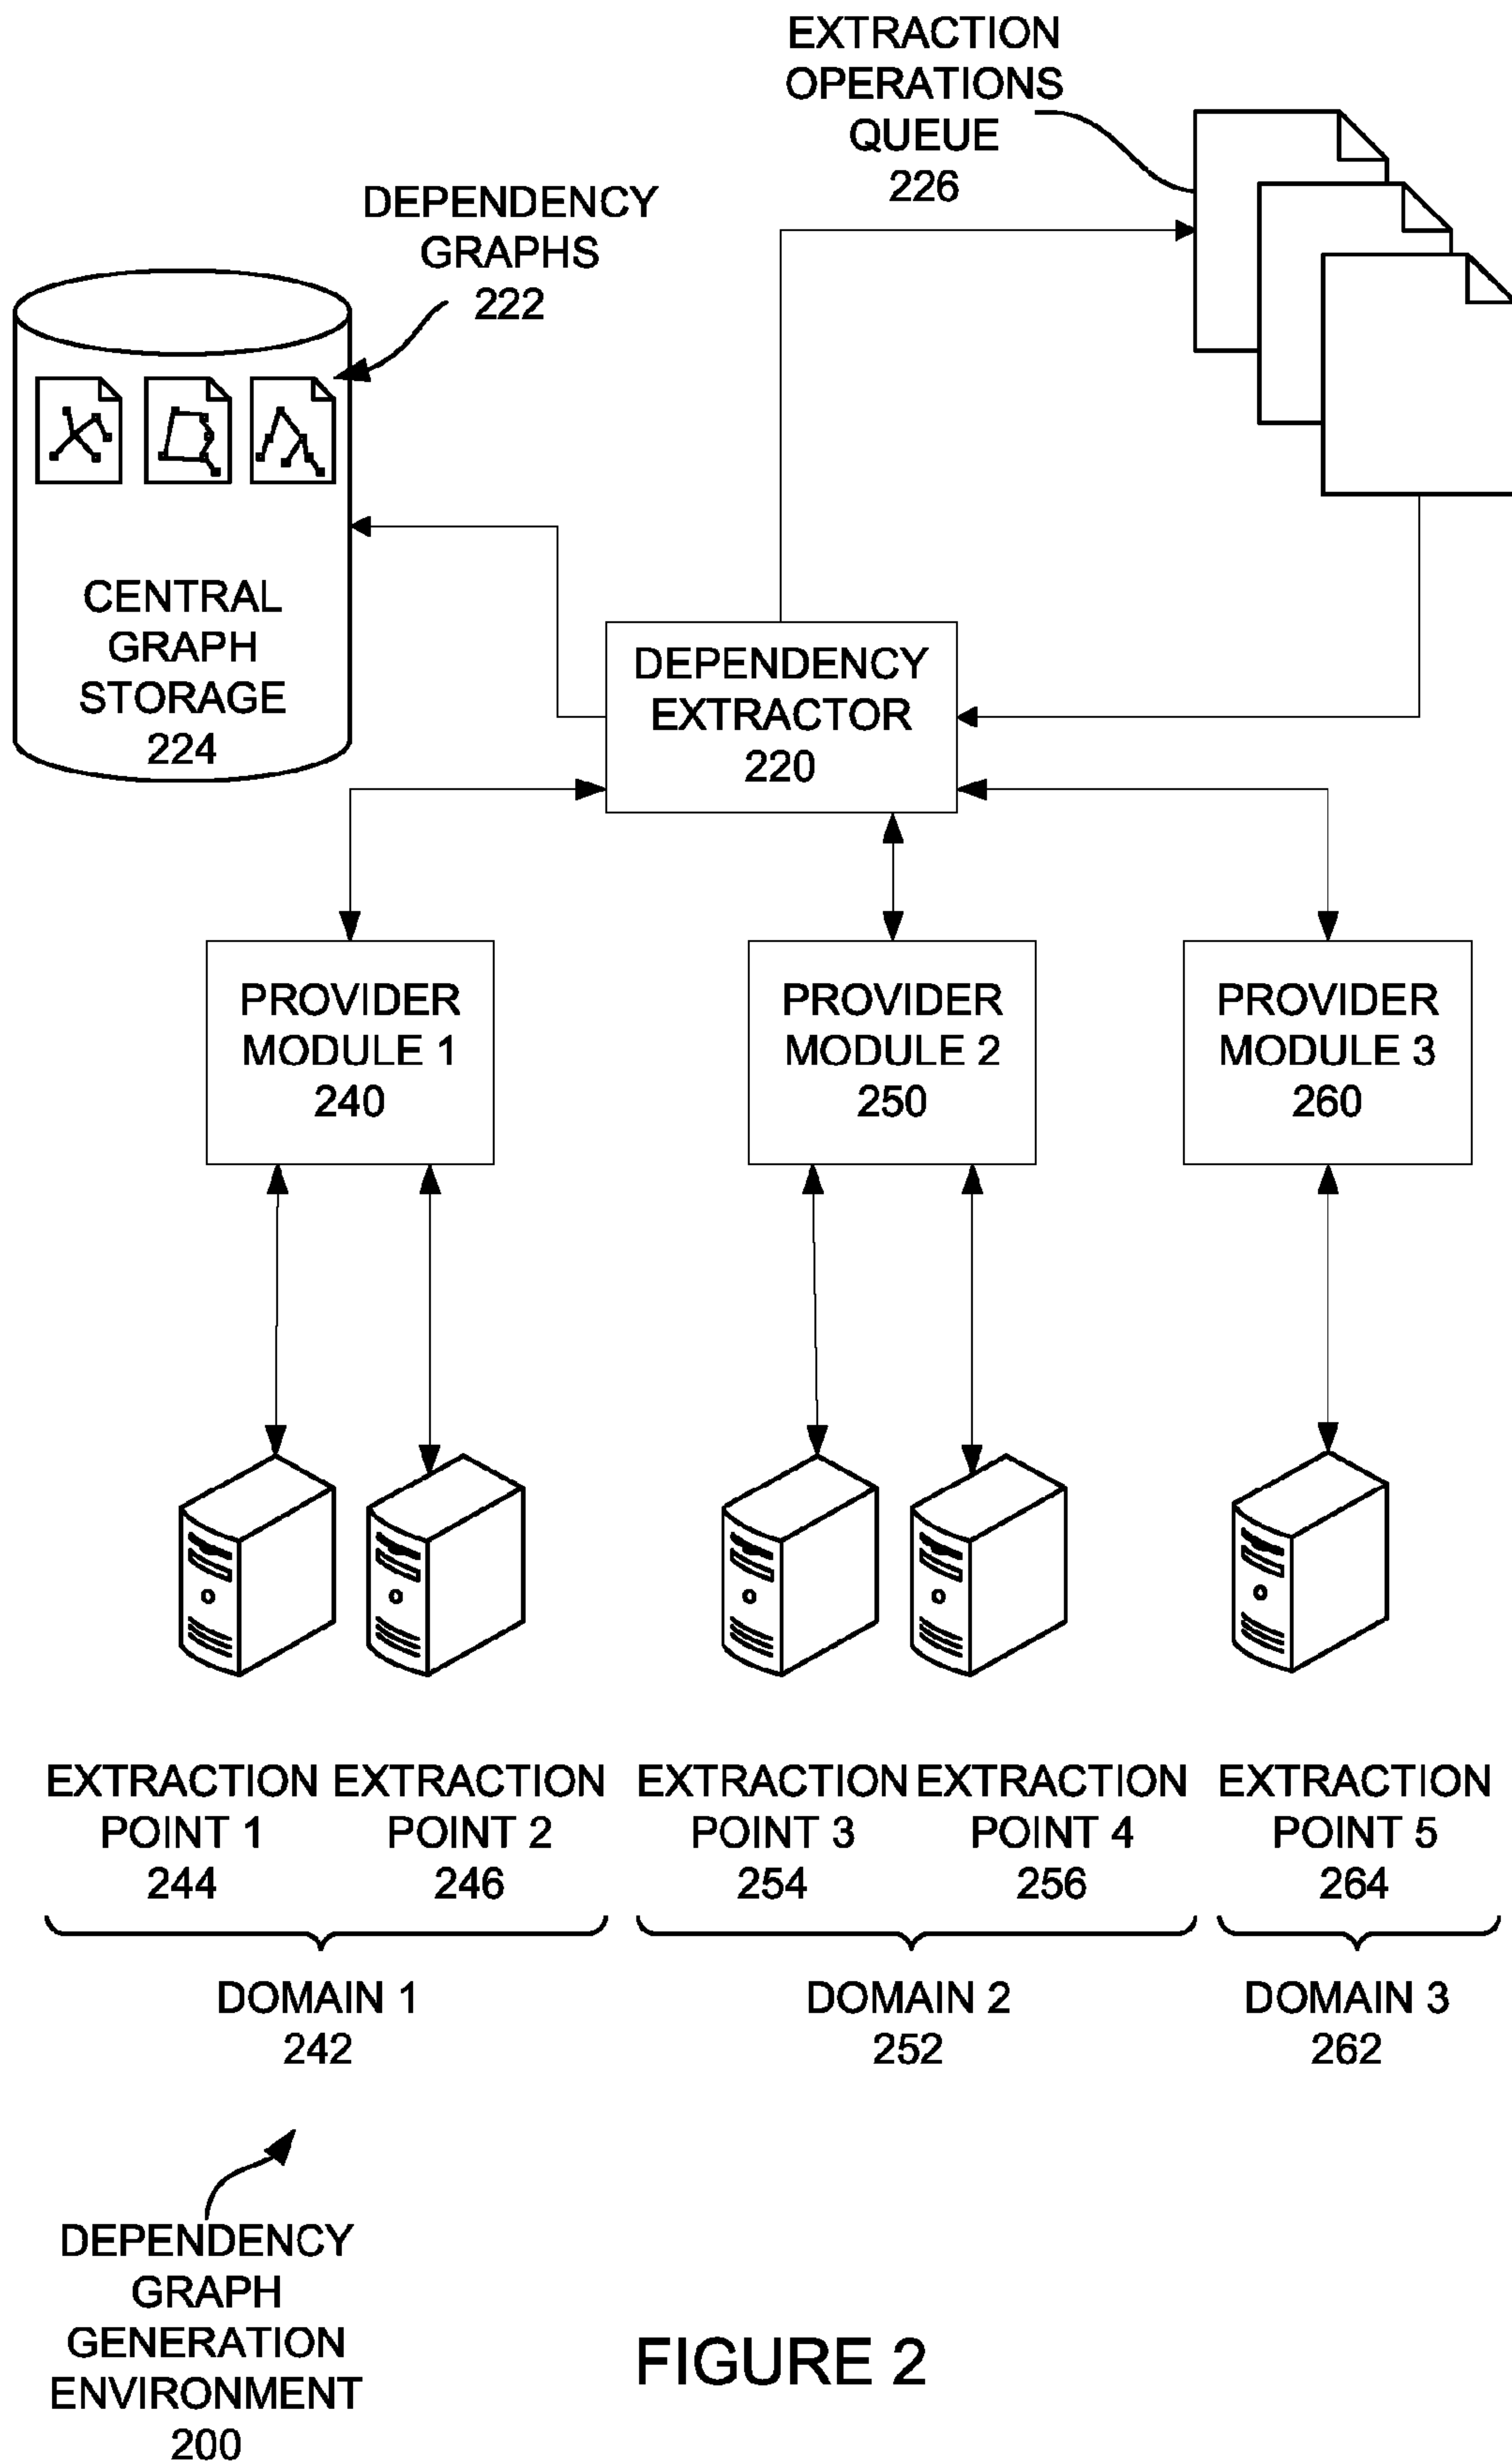 EXTRACTION
OPERATIONS
QUEUE
226
DEPENDENCY
GRAPHS
222
CENTRAL
GRAPH
STORAGE
224
DEPENDENCY
EXTRACTOR
220
PROVIDER
MODULE 1
240
PROVIDER
MODULE 2
250
PROVIDER
MODULE 3
260
EXTRACTION
POINT 1
244
EXTRACTION
POINT 2
246
EXTRACTION
POINT 3
254
EXTRACTION
POINT 4
256
EXTRACTION
POINT 5
264
DOMAIN 1
242
DOMAIN 2
252
DOMAIN 3
262
DEPENDENCY
GRAPH
GENERATION
ENVIRONMENT
200
FIGURE 2